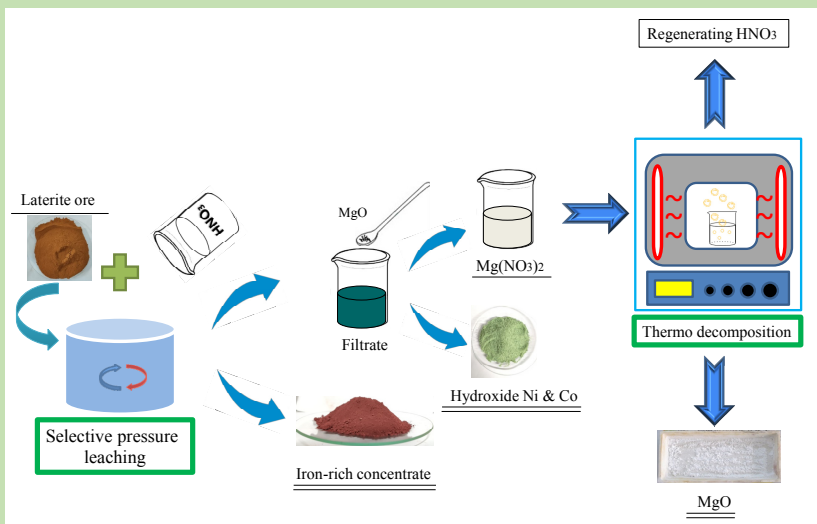 Regenerating HNO3
Laterite ore
HNO3
MgO
Mg(NO3)2
Filtrate
Thermo decomposition
Hydroxide Ni & Co
Selective pressure
leaching
Iron-rich concentrate
MgO